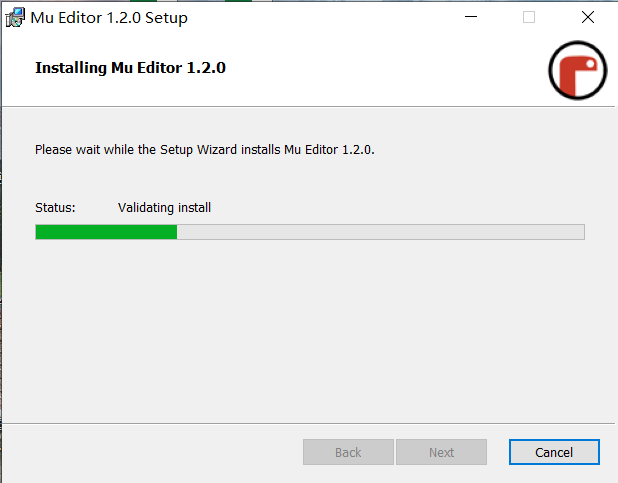 Mu Editor 1.2.0 Setup
Installing Mu Editor 1.2.0
Please wait while the Setup Wizard installs Mu Editor 1.2.0.
Status: Validating install
Back Next Cancel